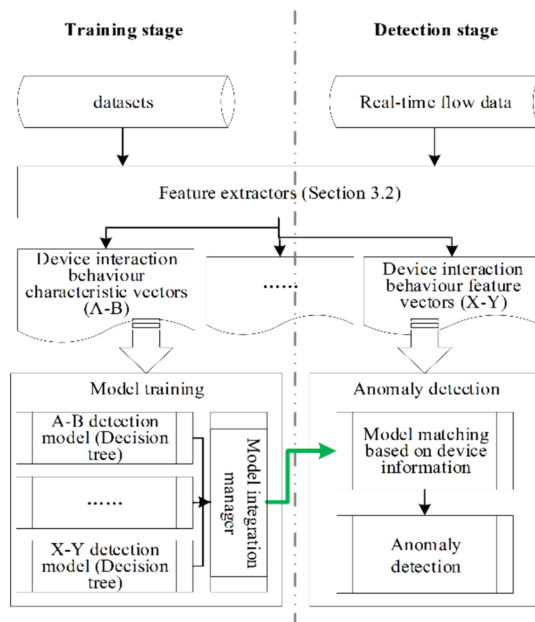 Training stage
Detection stage
datasets
Real-time flow data
Feature extractors (Section 3.2)
Device interaction
behaviour
characteristic vectors
(A-B)
......
Device interaction
behaviour feature
vectors (X-Y)
Model training
A-B detection
model (Decision
tree)
......
X-Y detection
model (Decision
tree)
Model integration
manager
Anomaly detection
Model matching
based on device
information
Anomaly
detection